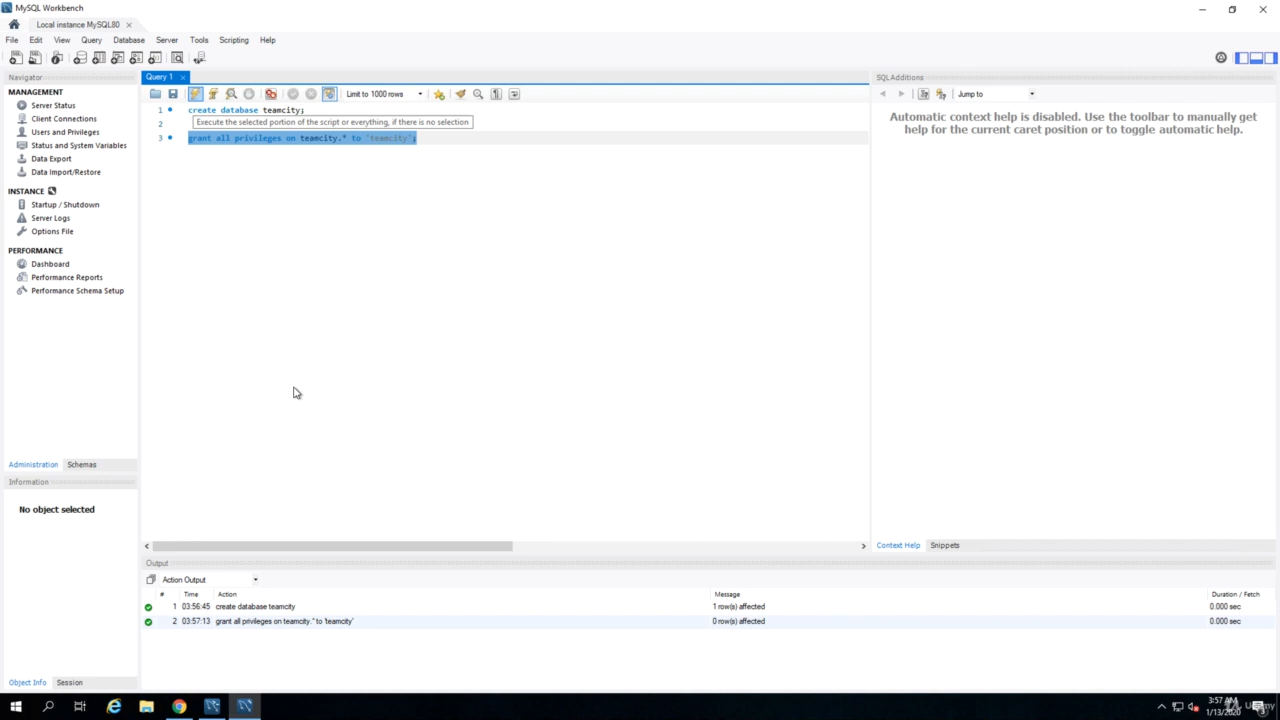 MySQL Workbench
Local instance MySQL80
File Edit View Query Database Server Tools Scripting Help
Navigator
MANAGEMENT
Server Status
Client Connections
Users and Privileges
Status and System Variables
Data Export
Data Import/Restore
INSTANCE
Startup / Shutdown
Server Logs
Options File
PERFORMANCE
Dashboard
Performance Reports
Performance Schema Setup
Administration Schemas
Information
No object selected
Object Info Session
Query 1
Limit to 1000 rows
1 create database teamcity;
2 Execute the selected portion of the script or everything, if there is no selection
3 grant all privileges on teamcity.* to 'teamcity';
SQLAdditions
Jump to
Automatic context help is disabled. Use the toolbar to manually get
help for the current caret position or to toggle automatic help.
Context Help Snippets
Output
Action Output
# Time Action Message Duration / Fetch
1 03:56:45 create database teamcity 1 row(s) affected 0.000 sec
2 03:57:13 grant all privileges on teamcity.* to 'teamcity' 0 row(s) affected 0.000 sec
3:57 AM
1/13/2020
Udemy